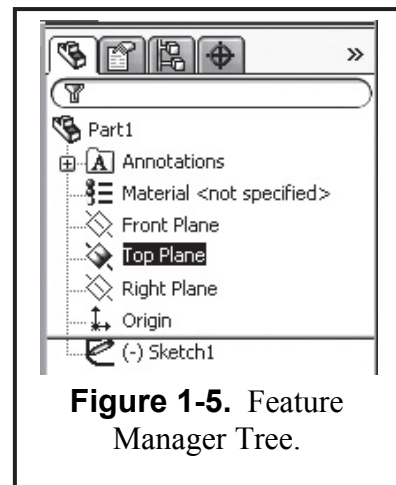 »
Part1
A Annotations
Material <not specified>
Front Plane
Top Plane
Right Plane
Origin
(-) Sketch1
Figure 1-5. Feature
Manager Tree.